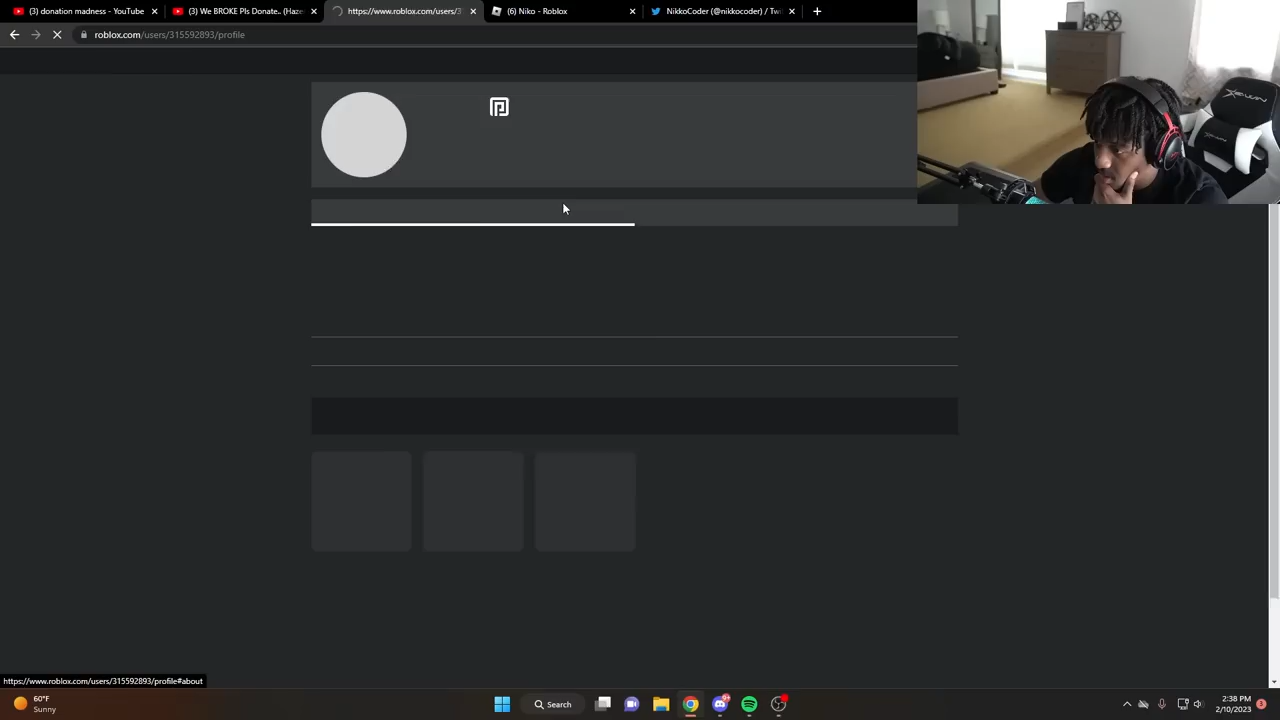 (3) donation madness - YouTube
(3) We BROKE Pls Donate.. (Haze
https://www.roblox.com/users/3
(6) Niko - Roblox
NikkoCoder (@nikkocoder) / Twi
roblox.com/users/315592893/profile
https://www.roblox.com/users/315592893/profile#about
60°F
Sunny
Search
2:38 PM
2/10/2023